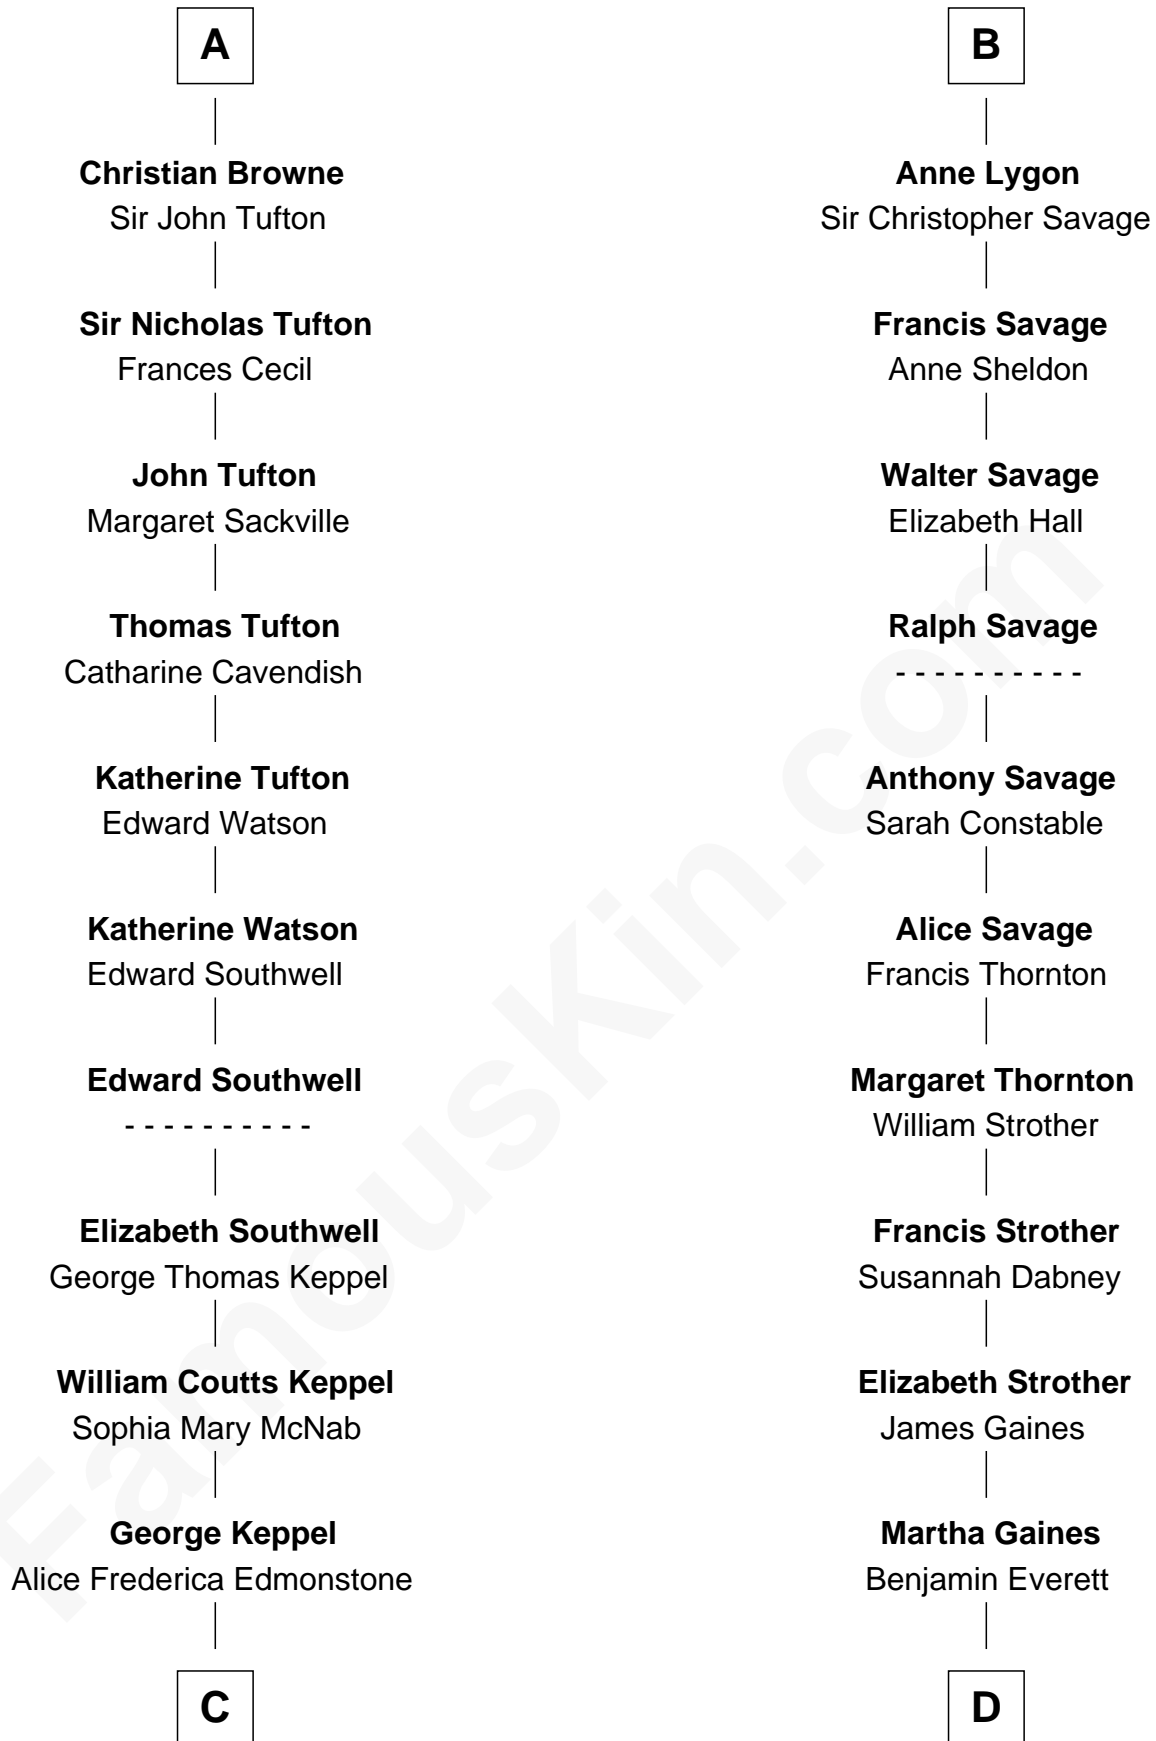 A
Christian Browne
Sir John Tufton
Sir Nicholas Tufton
Frances Cecil
John Tufton
Margaret Sackville
Thomas Tufton
Catharine Cavendish
Katherine Tufton
Edward Watson
Katherine Watson
Edward Southwell
Edward Southwell
- - - - - - - - - -
Elizabeth Southwell
George Thomas Keppel
William Coutts Keppel
Sophia Mary McNab
George Keppel
Alice Frederica Edmonstone
C
B
Anne Lygon
Sir Christopher Savage
Francis Savage
Anne Sheldon
Walter Savage
Elizabeth Hall
Ralph Savage
- - - - - - - - - -
Anthony Savage
Sarah Constable
Alice Savage
Francis Thornton
Margaret Thornton
William Strother
Francis Strother
Susannah Dabney
Elizabeth Strother
James Gaines
Martha Gaines
Benjamin Everett
D
FamousKin.com